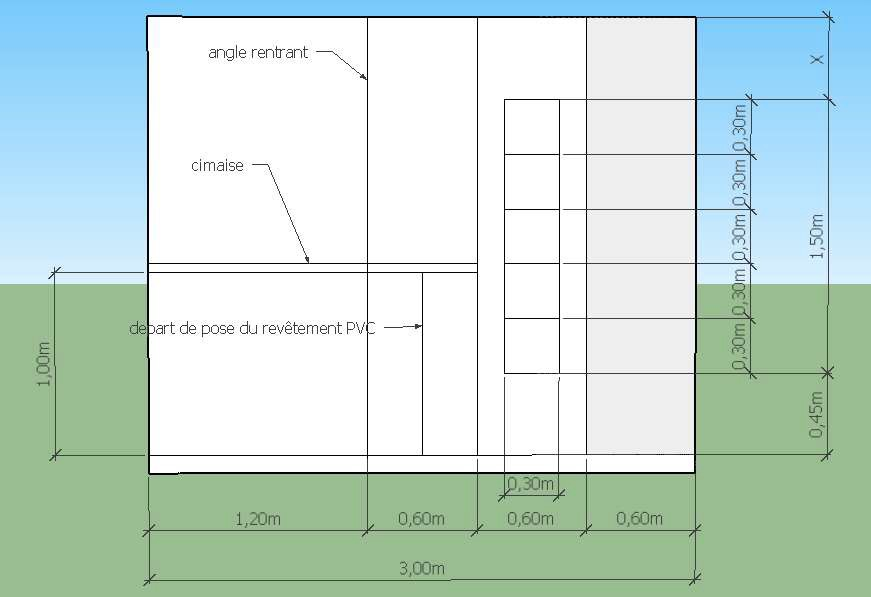 angle rentrant
X
0,30m
cimaise
0,30m
0,30m
1,50m
0,30m
depart de pose du revêtement PVC
0,30m
1,00m
0,45m
0,30m
1,20m
0,60m
0,60m
0,60m
3,00m